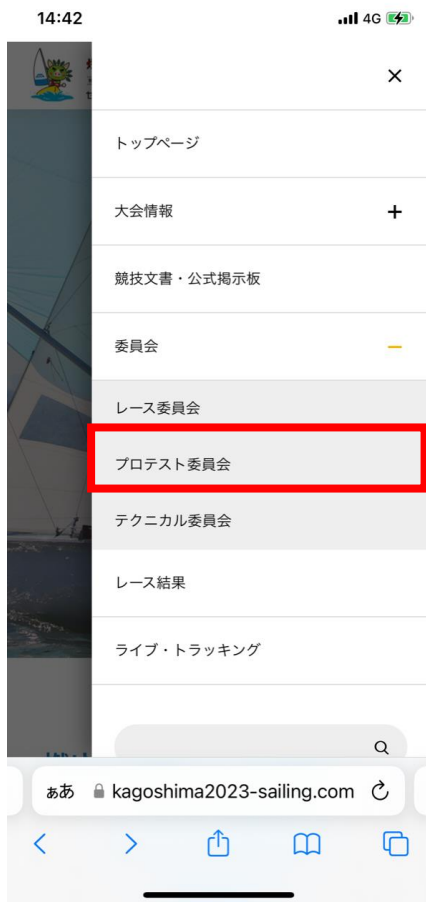 14:42
4G
トップページ
大会情報
競技文書・公式掲示板
委員会
レース委員会
プロテスト委員会
テクニカル委員会
レース結果
ライブ・トラッキング
ぁあ kagoshima2023-sailing.com